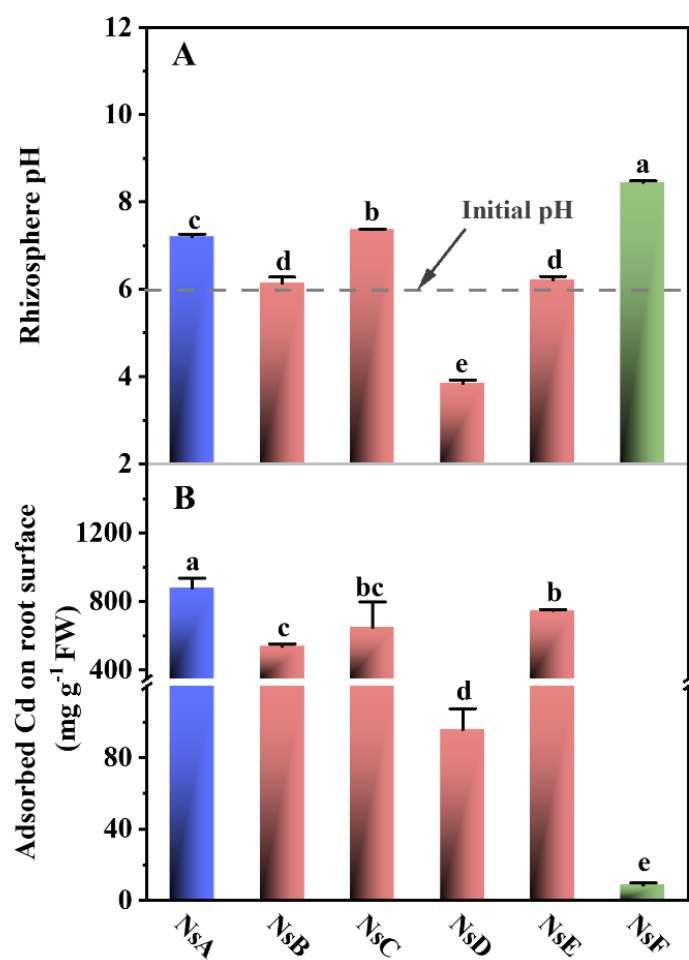 12
A
10
Rhizosphere pH
a
8
c
b
Initial pH
d
d
6
4
e
2
B
1200
Adsorbed Cd on root surface
(mg g⁻¹ FW)
a
800
bc
b
c
400
d
80
40
e
0
NsA
NsB
NsC
NsD
NsE
NsF